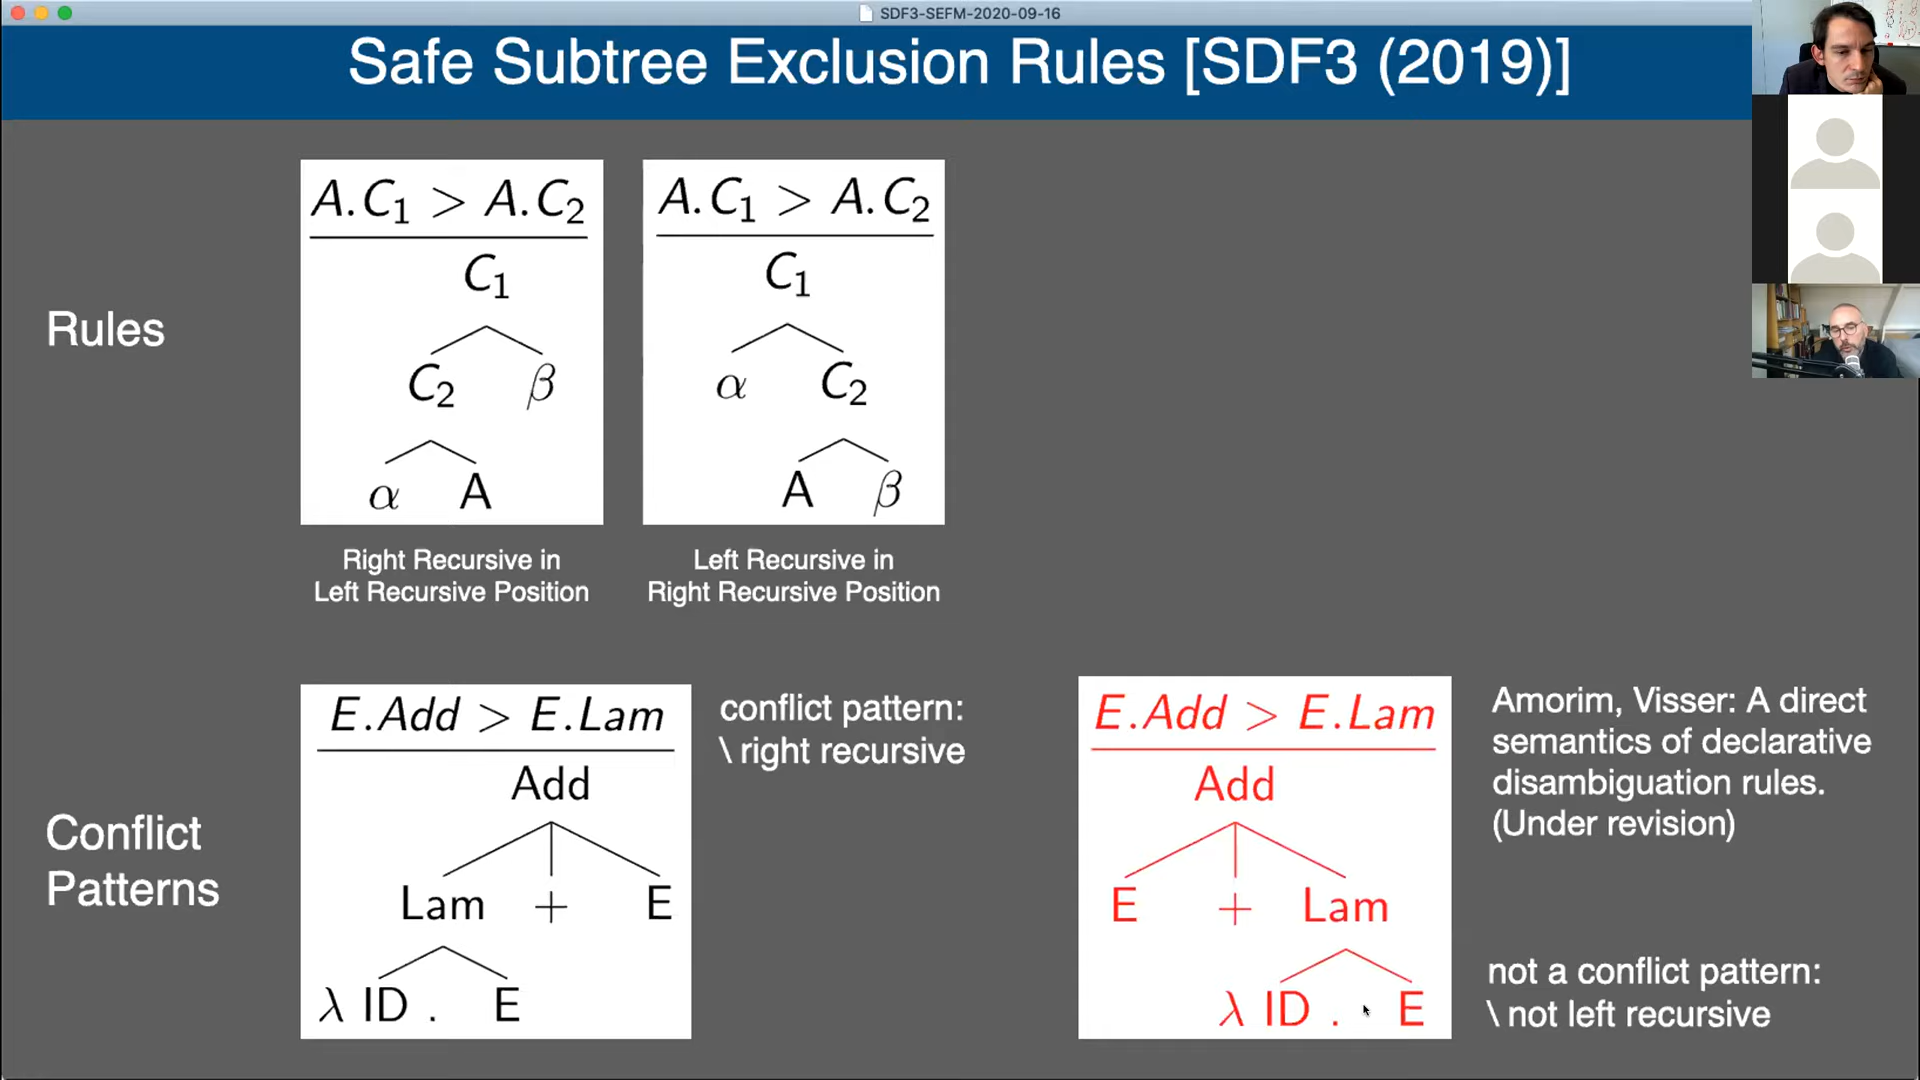 SDF3-SEFM-2020-09-16
Safe Subtree Exclusion Rules [SDF3 (2019)]
Rules
A.C₁ > A.C₂
C₁
C₂ β
α A
Right Recursive in
Left Recursive Position
A.C₁ > A.C₂
C₁
α C₂
A β
Left Recursive in
Right Recursive Position
Conflict
Patterns
E.Add > E.Lam
Add
Lam + E
λ ID . E
conflict pattern:
\ right recursive
E.Add > E.Lam
Add
E + Lam
λ ID . E
Amorim, Visser: A direct
semantics of declarative
disambiguation rules.
(Under revision)
not a conflict pattern:
\ not left recursive